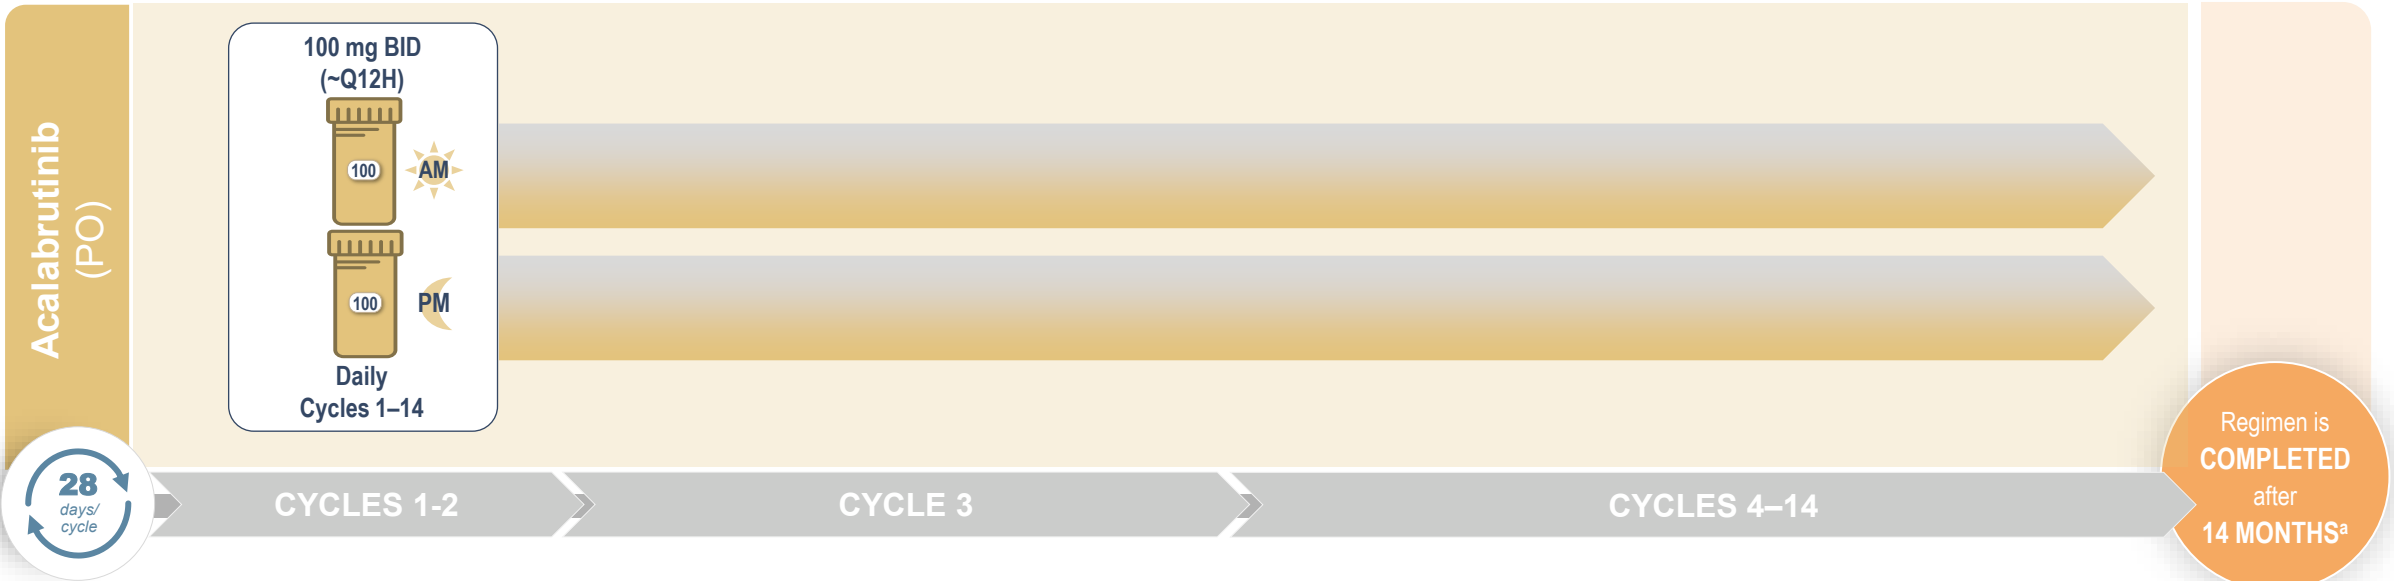 Acalabrutinib
(PO)
100 mg BID
(~Q12H)
100
AM
100
PM
Daily
Cycles 1–14
28
days/
cycle
CYCLES 1-2
CYCLE 3
CYCLES 4–14
Regimen is
COMPLETED
after
14 MONTHSᵃ